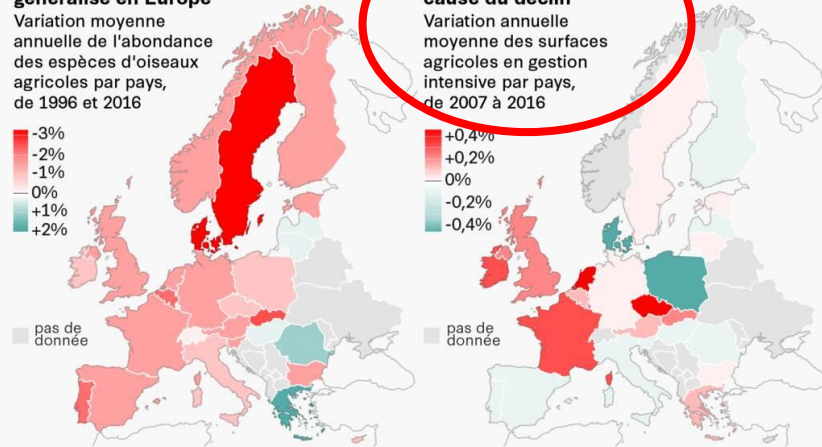 généralisé en Europe
Variation moyenne
annuelle de l'abondance
des espèces d'oiseaux
agricoles par pays,
de 1996 et 2016
-3%
-2%
-1%
0%
+1%
+2%
pas de
donnée
cause du déclin
Variation annuelle
moyenne des surfaces
agricoles en gestion
intensive par pays,
de 2007 à 2016
+0,4%
+0,2%
0%
-0,2%
-0,4%
pas de
donnée